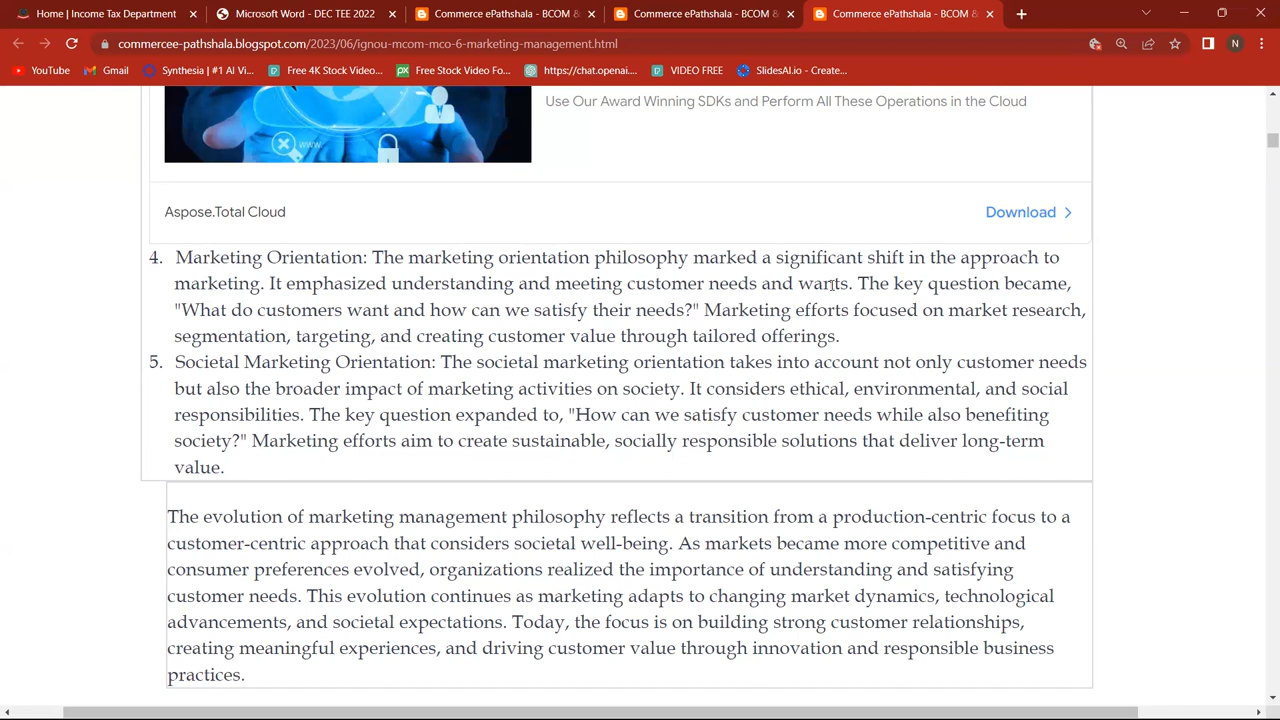 Home | Income Tax Department
Microsoft Word - DEC TEE 2022
Commerce ePathshala - BCOM &
Commerce ePathshala - BCOM &
Commerce ePathshala - BCOM &
commercee-pathshala.blogspot.com/2023/06/ignou-mcom-mco-6-marketing-management.html
N
YouTube
Gmail
Synthesia | #1 AI Vi...
Free 4K Stock Video...
Free Stock Video Fo...
https://chat.openai....
VIDEO FREE
SlidesAI.io - Create...
www.
Use Our Award Winning SDKs and Perform All These Operations in the Cloud
Aspose.Total Cloud
Download
4. Marketing Orientation: The marketing orientation philosophy marked a significant shift in the approach to
marketing. It emphasized understanding and meeting customer needs and wants. The key question became,
"What do customers want and how can we satisfy their needs?" Marketing efforts focused on market research,
segmentation, targeting, and creating customer value through tailored offerings.
5. Societal Marketing Orientation: The societal marketing orientation takes into account not only customer needs
but also the broader impact of marketing activities on society. It considers ethical, environmental, and social
responsibilities. The key question expanded to, "How can we satisfy customer needs while also benefiting
society?" Marketing efforts aim to create sustainable, socially responsible solutions that deliver long-term
value.
The evolution of marketing management philosophy reflects a transition from a production-centric focus to a
customer-centric approach that considers societal well-being. As markets became more competitive and
consumer preferences evolved, organizations realized the importance of understanding and satisfying
customer needs. This evolution continues as marketing adapts to changing market dynamics, technological
advancements, and societal expectations. Today, the focus is on building strong customer relationships,
creating meaningful experiences, and driving customer value through innovation and responsible business
practices.